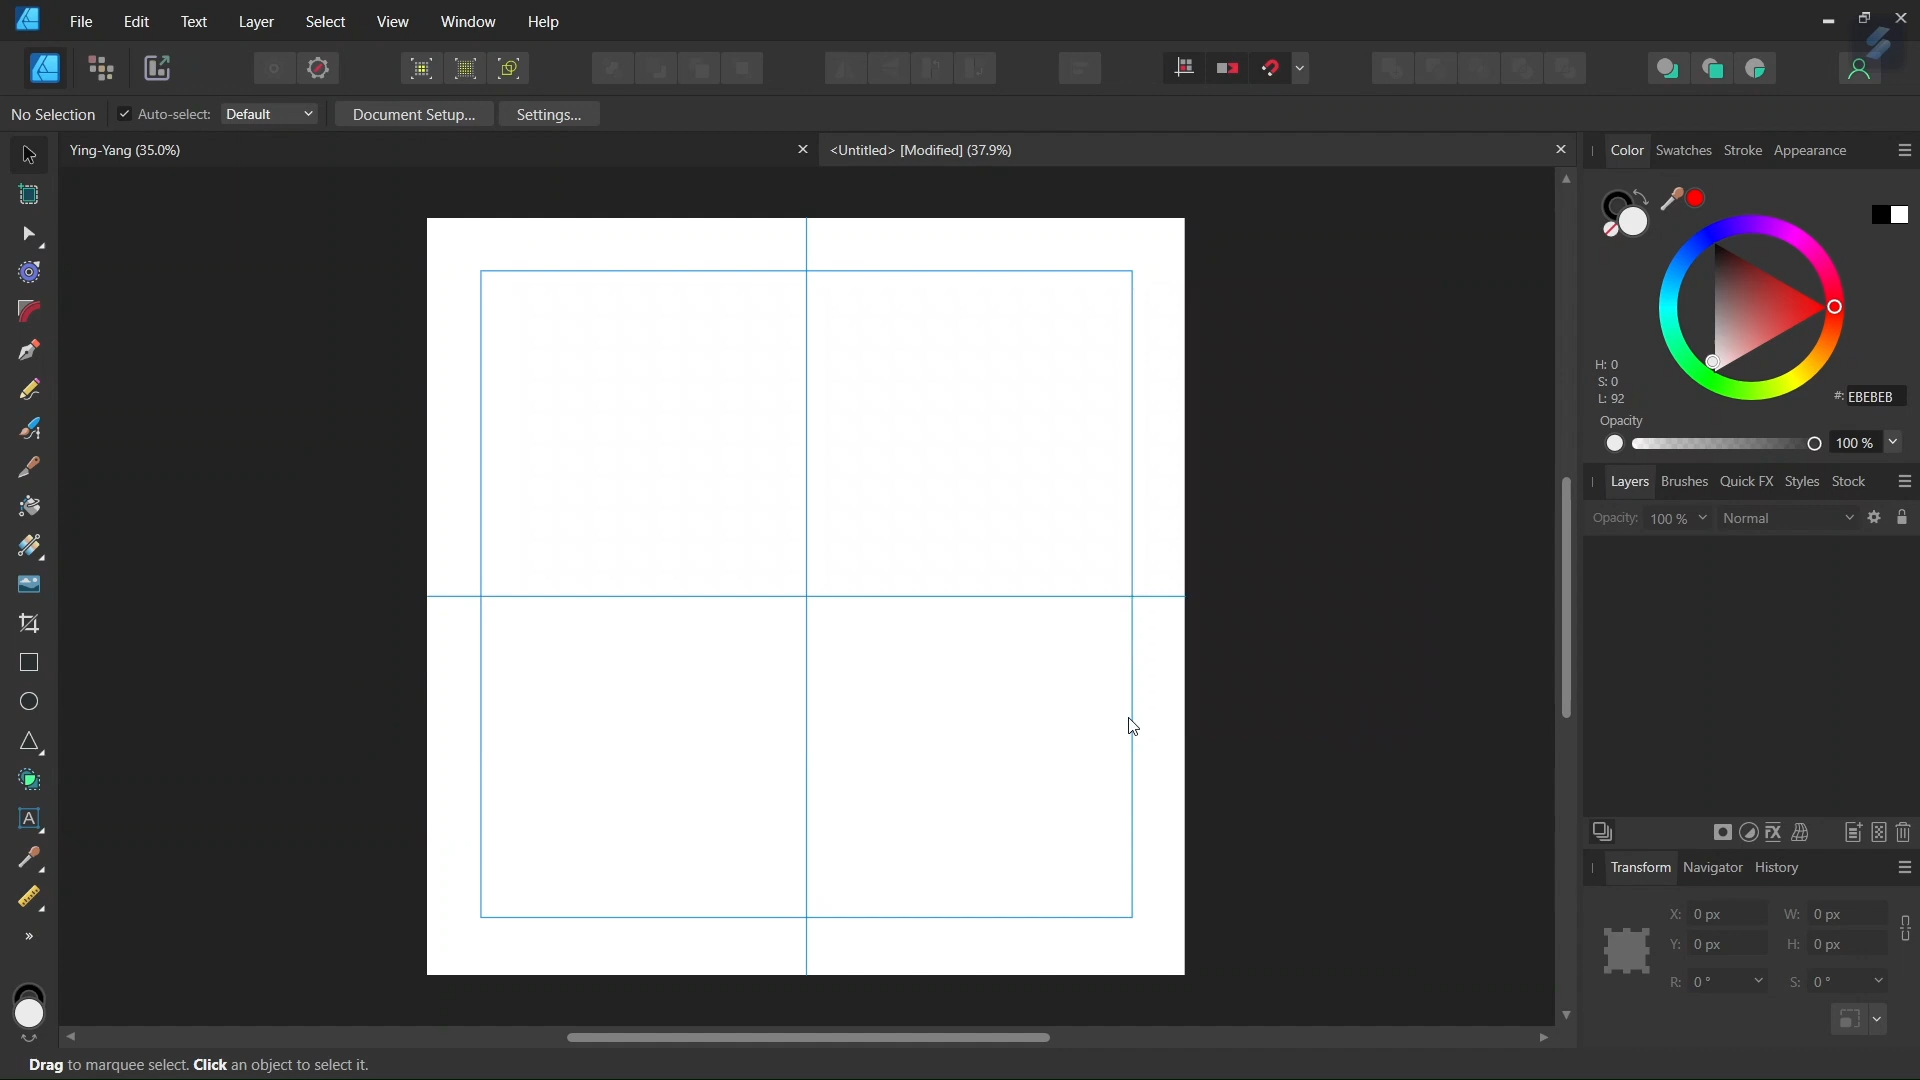 File Edit Text Layer Select View Window Help
No Selection Auto-select: Default Document Setup... Settings...
Ying-Yang (35.0%)
<Untitled> [Modified] (37.9%)
Color Swatches Stroke Appearance
H: 0
S: 0
L: 92
#: EBEBEB
Opacity
100 %
Layers Brushes Quick FX Styles Stock
Opacity: 100 % Normal
Transform Navigator History
X: 0 px W: 0 px
Y: 0 px H: 0 px
R: 0 ° S: 0 °
Drag to marquee select. Click an object to select it.